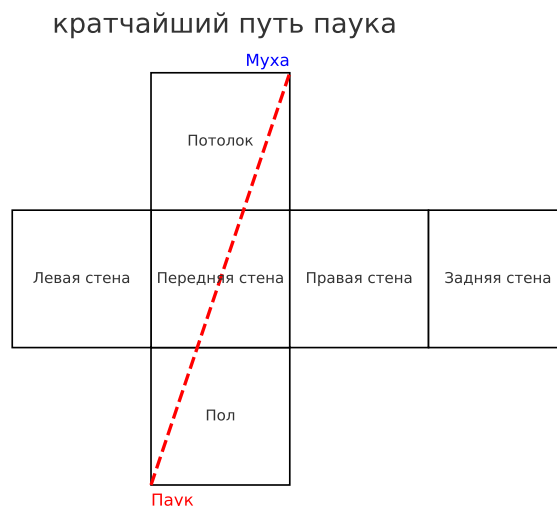 кратчайший путь паука
Муха
Потолок
Левая стена
Передняя стена
Правая стена
Задняя стена
Пол
Паук